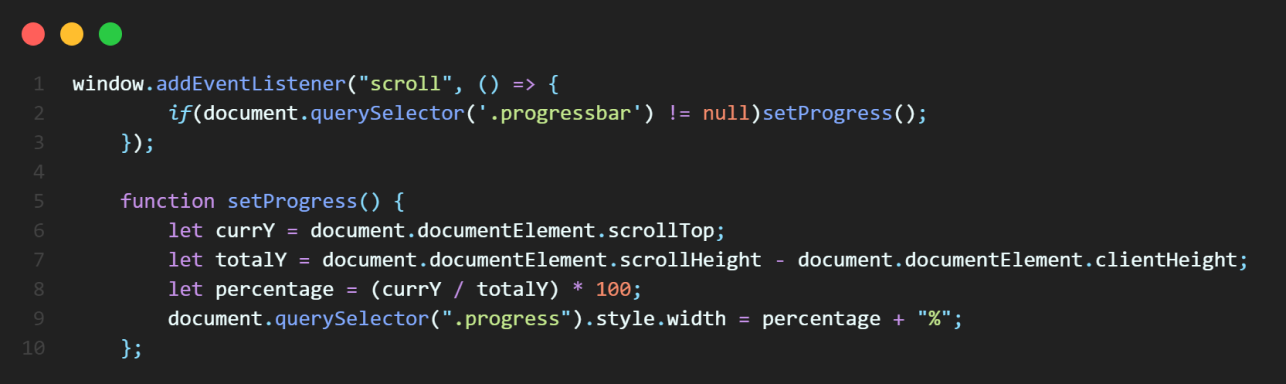 1 window.addEventListener("scroll", () => {
2 if(document.querySelector('.progressbar') != null)setProgress();
3 });
4
5 function setProgress() {
6 let currY = document.documentElement.scrollTop;
7 let totalY = document.documentElement.scrollHeight - document.documentElement.clientHeight;
8 let percentage = (currY / totalY) * 100;
9 document.querySelector(".progress").style.width = percentage + "%";
10 };